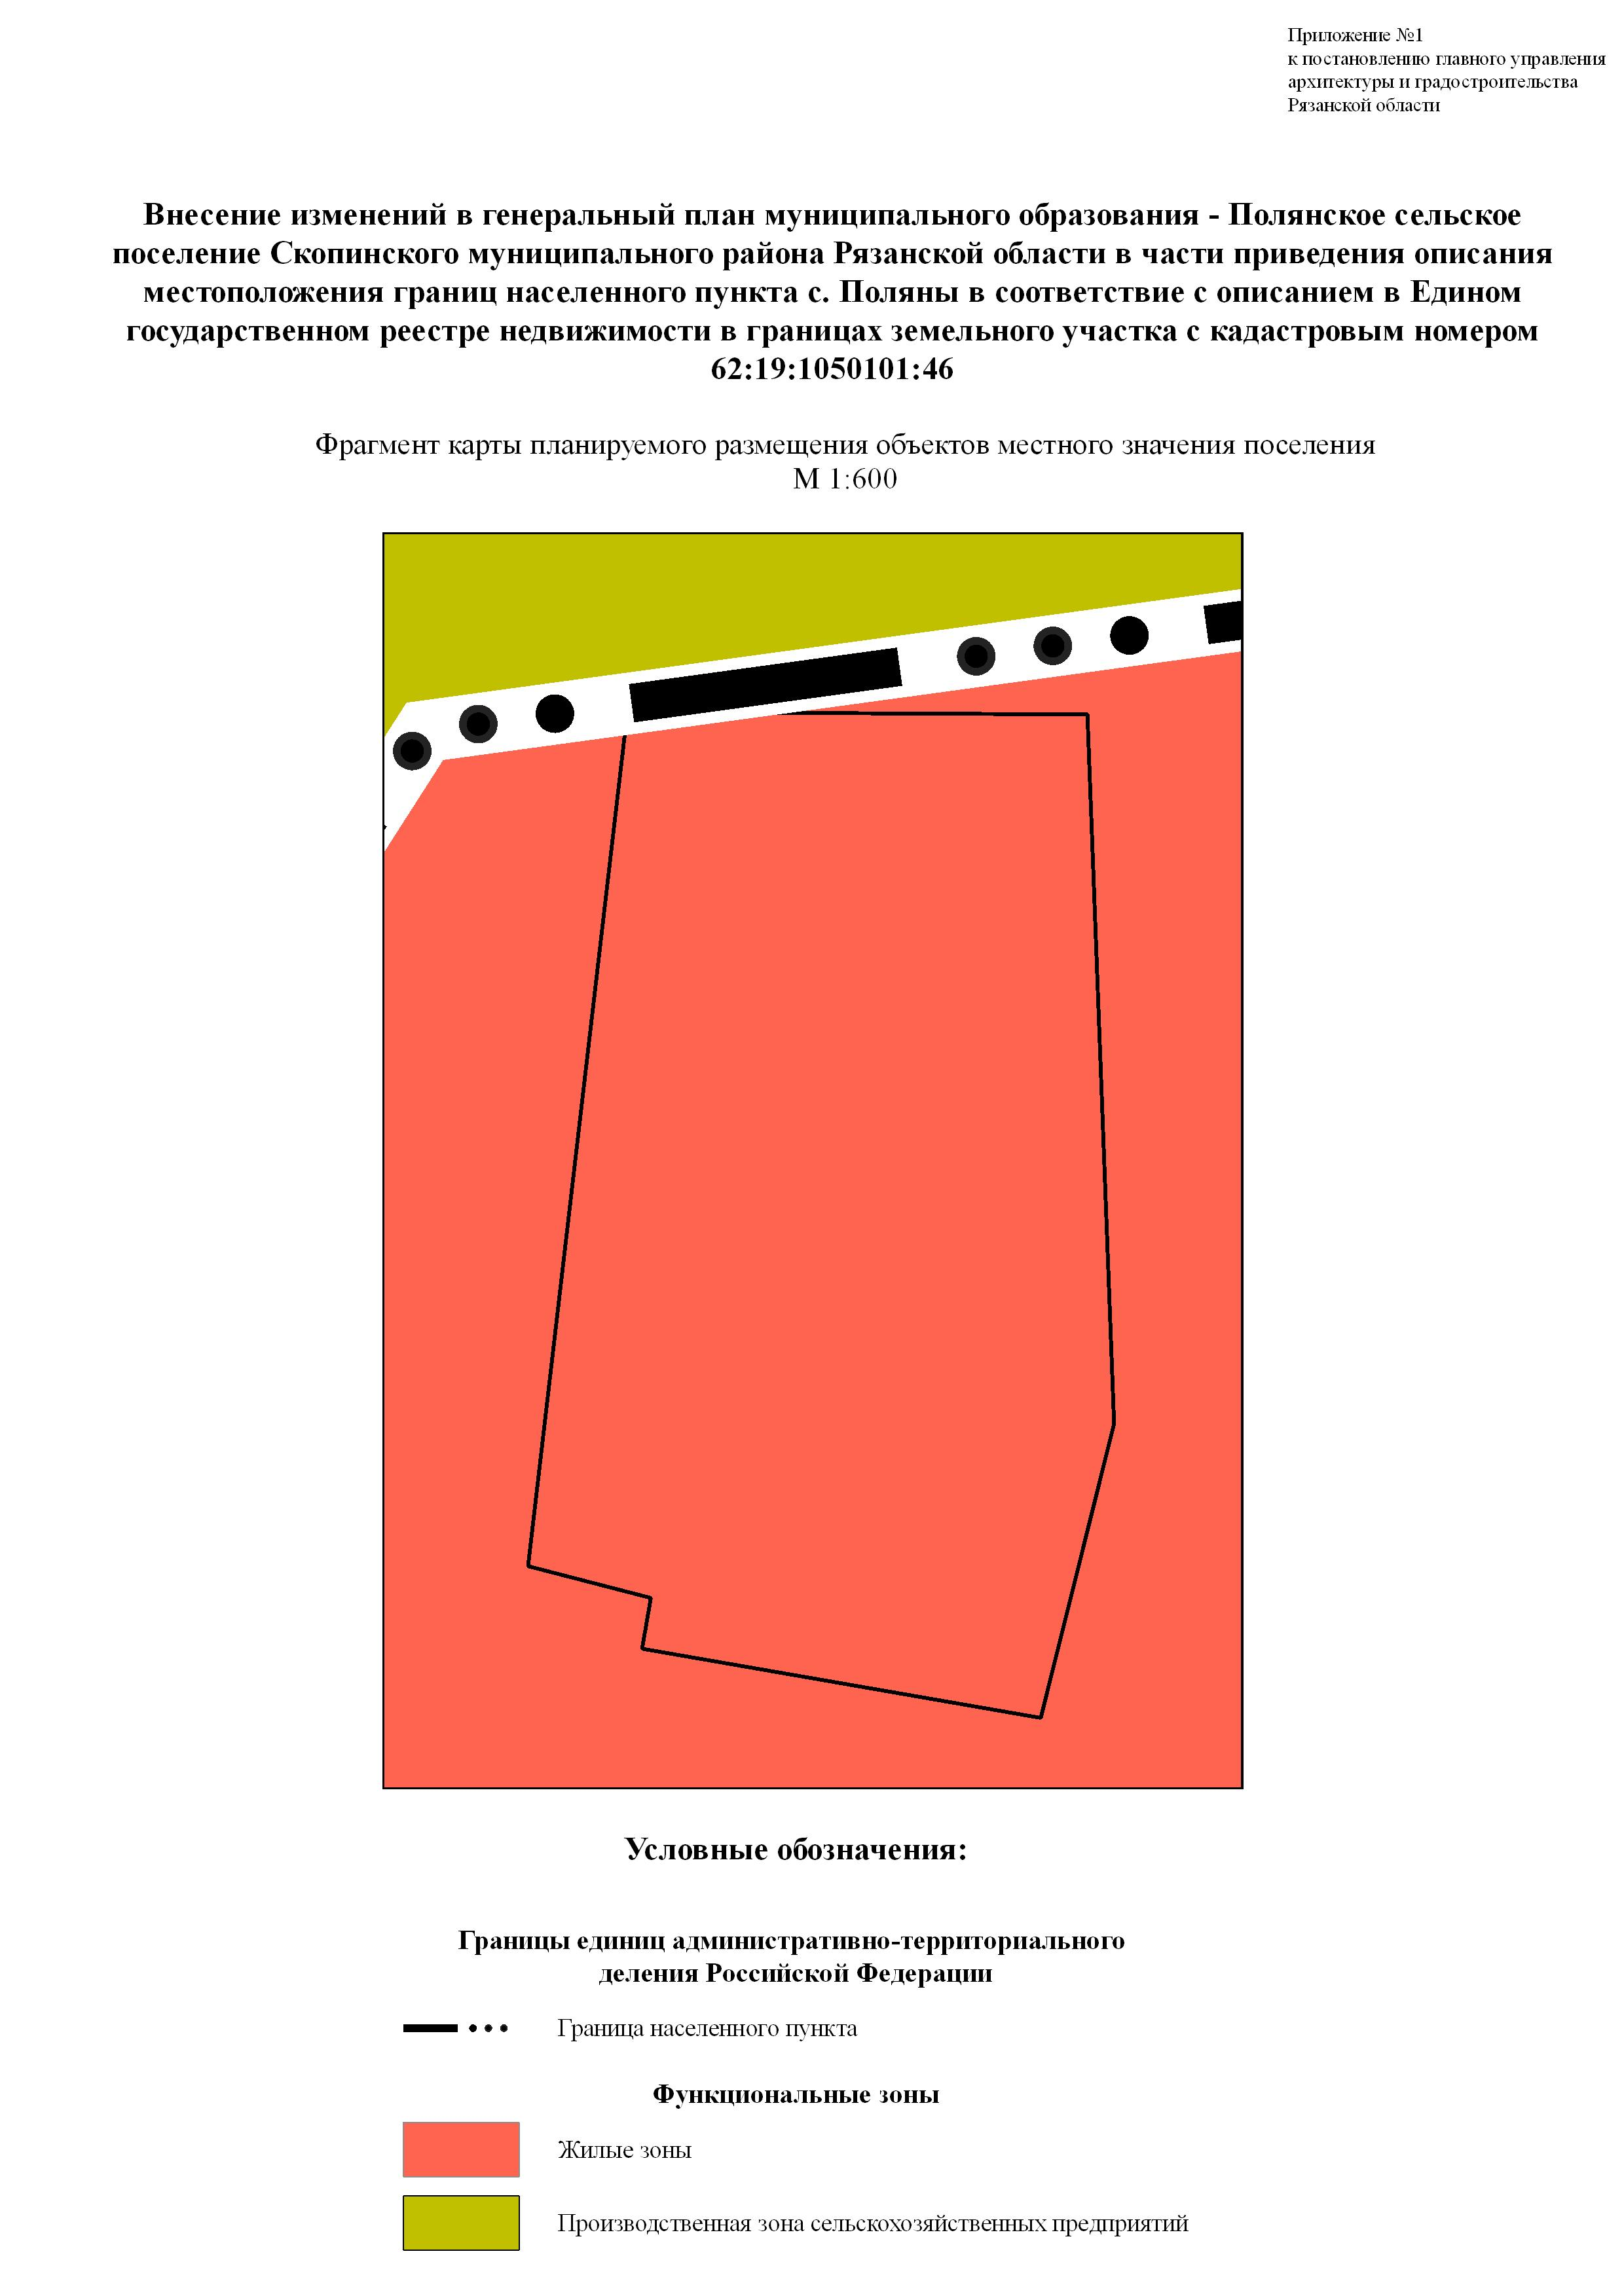 Приложение №1
к постановлению главного управления
архитектуры и градостроительства
Рязанской области
Внесение изменений в генеральный план муниципального образования - Полянское сельское
поселение Скопинского муниципального района Рязанской области в части приведения описания
местоположения границ населенного пункта с. Поляны в соответствие с описанием в Едином
государственном реестре недвижимости в границах земельного участка с кадастровым номером
62:19:1050101:46
Фрагмент карты планируемого размещения объектов местного значения поселения
М 1:600
Условные обозначения:
Границы единиц административно-территориального
деления Российской Федерации
Граница населенного пункта
Функциональные зоны
Жилые зоны
Производственная зона сельскохозяйственных предприятий